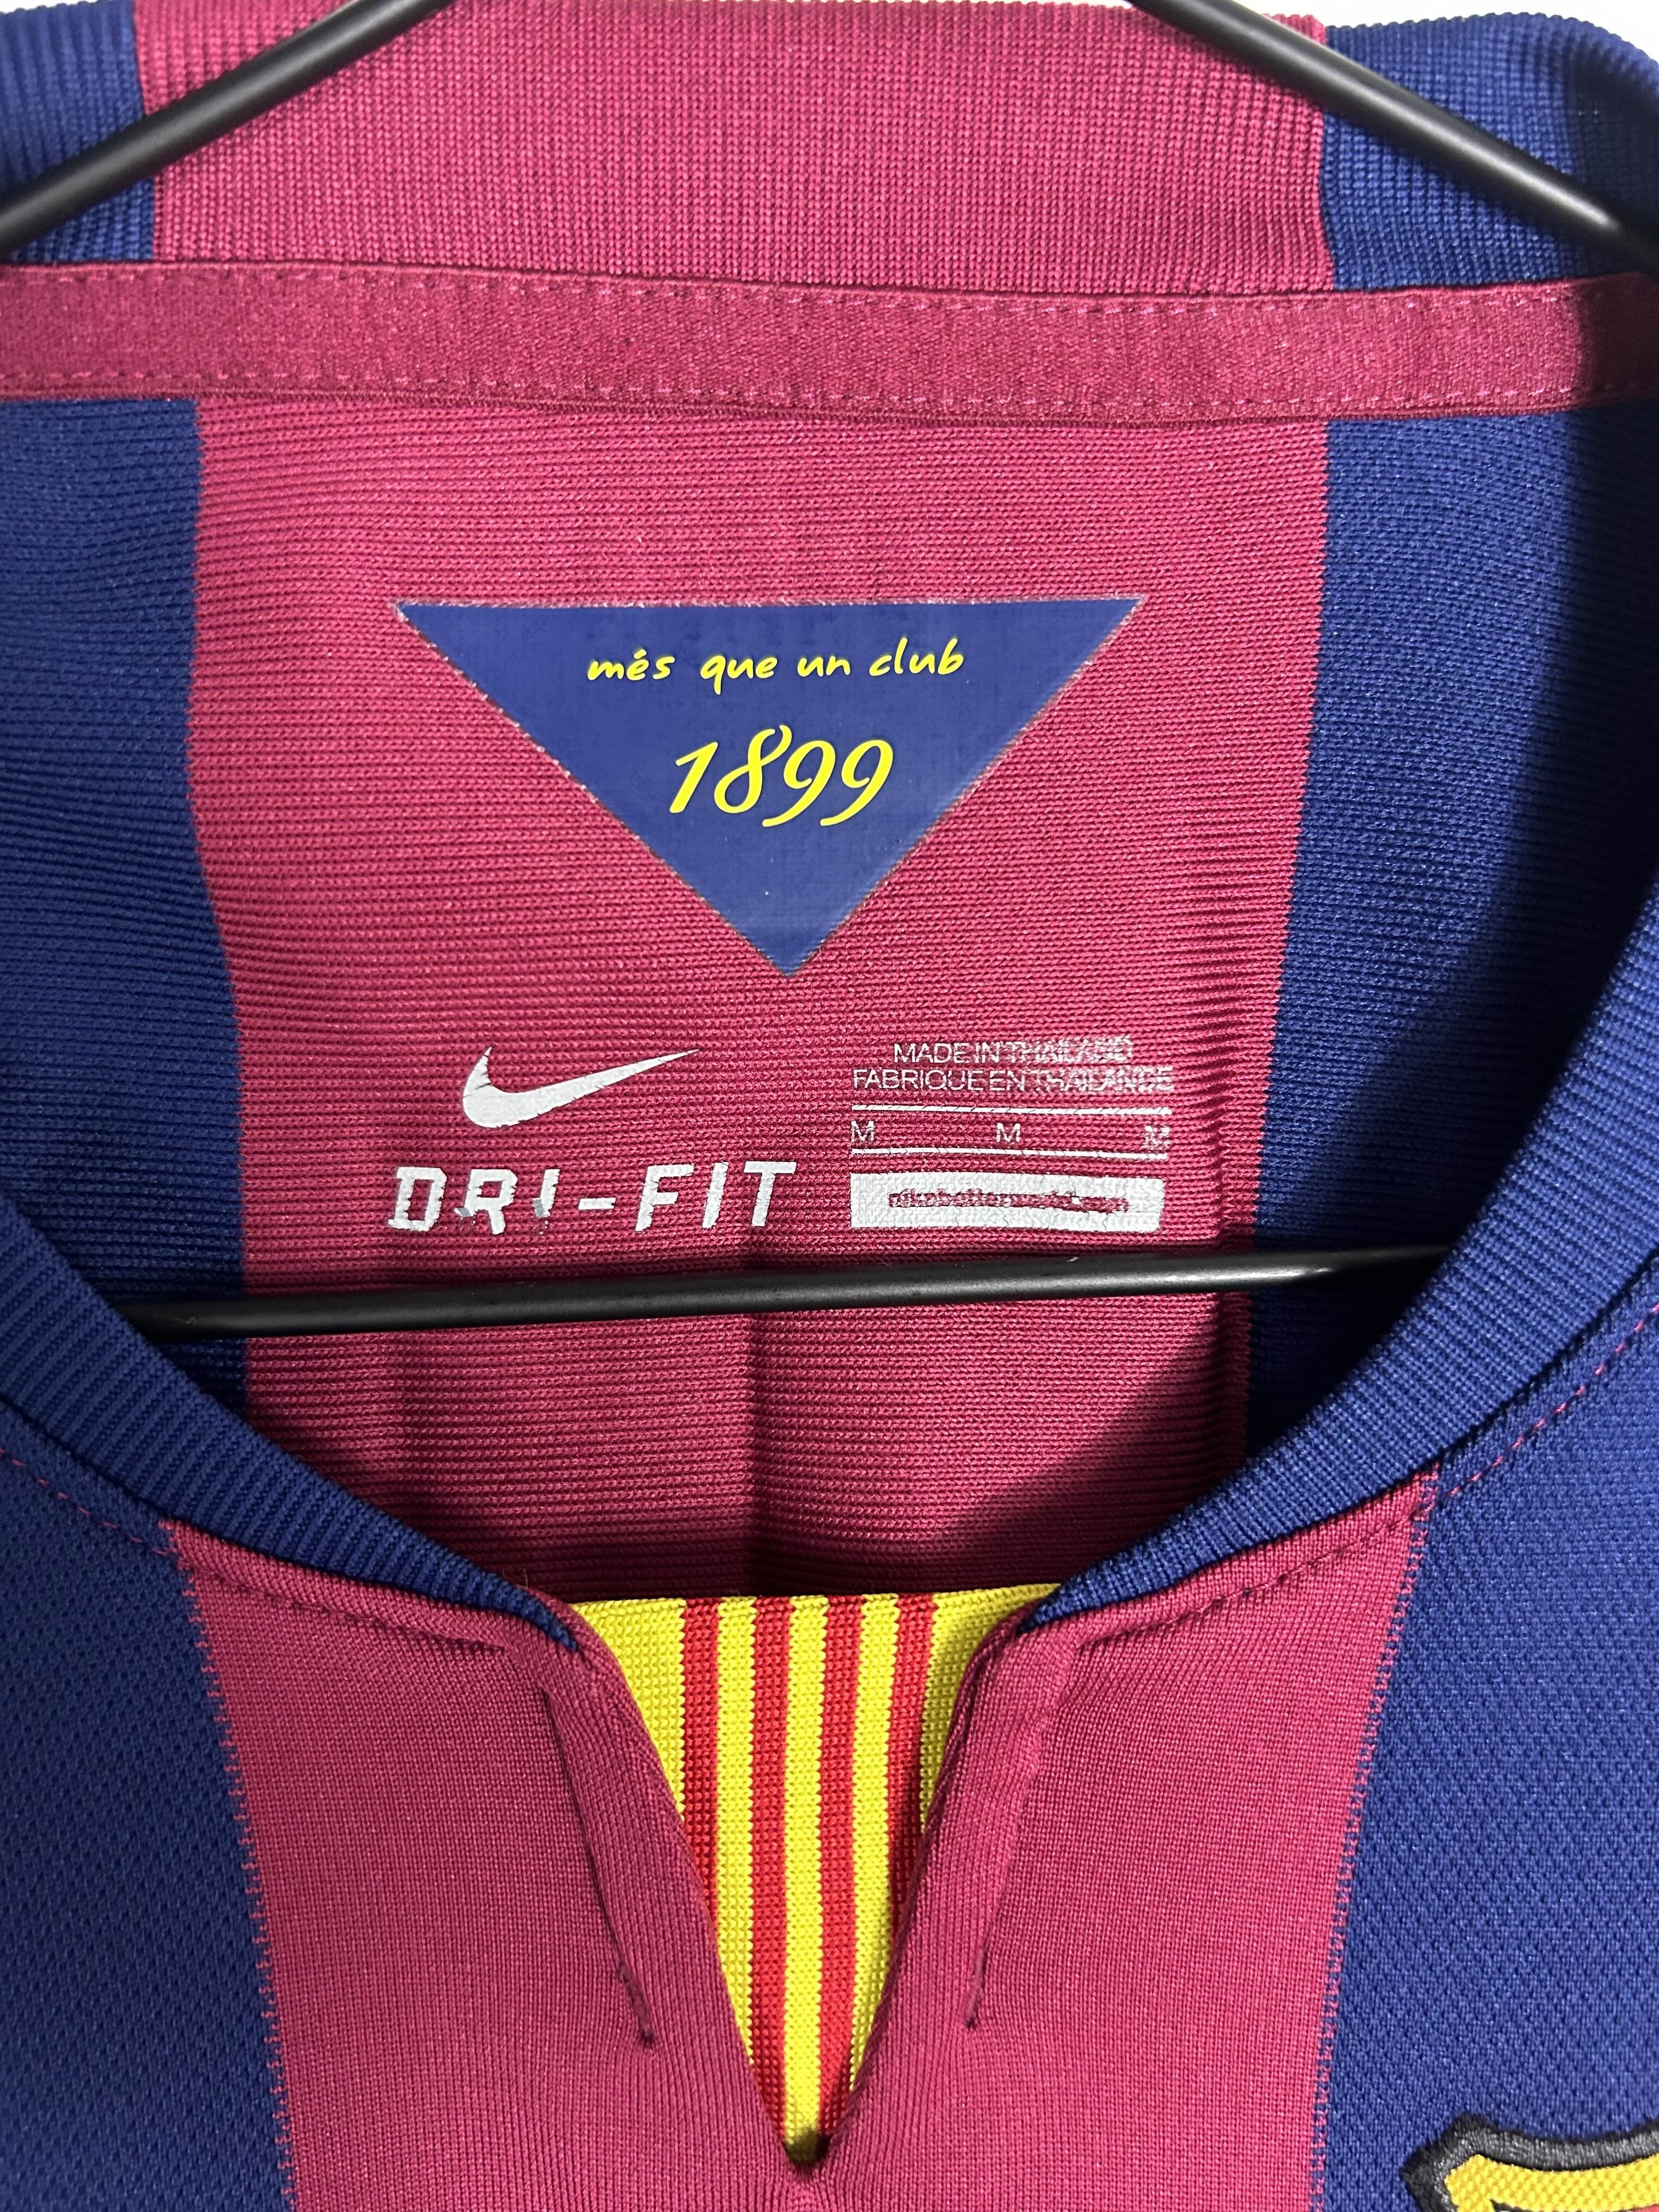 més que un club
1899
MADE IN THAILAND
FABRIQUE EN THAILANDE
M M M
DRI-FIT